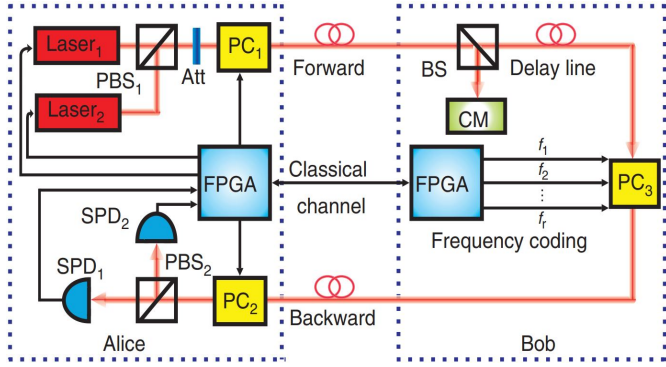 Laser₁
PBS₁
Att
PC₁
Forward
BS
Delay line
Laser₂
CM
FPGA
Classical
channel
FPGA
f₁
f₂
⋮
fᵣ
PC₃
Frequency coding
SPD₂
SPD₁
PBS₂
PC₂
Backward
Alice
Bob